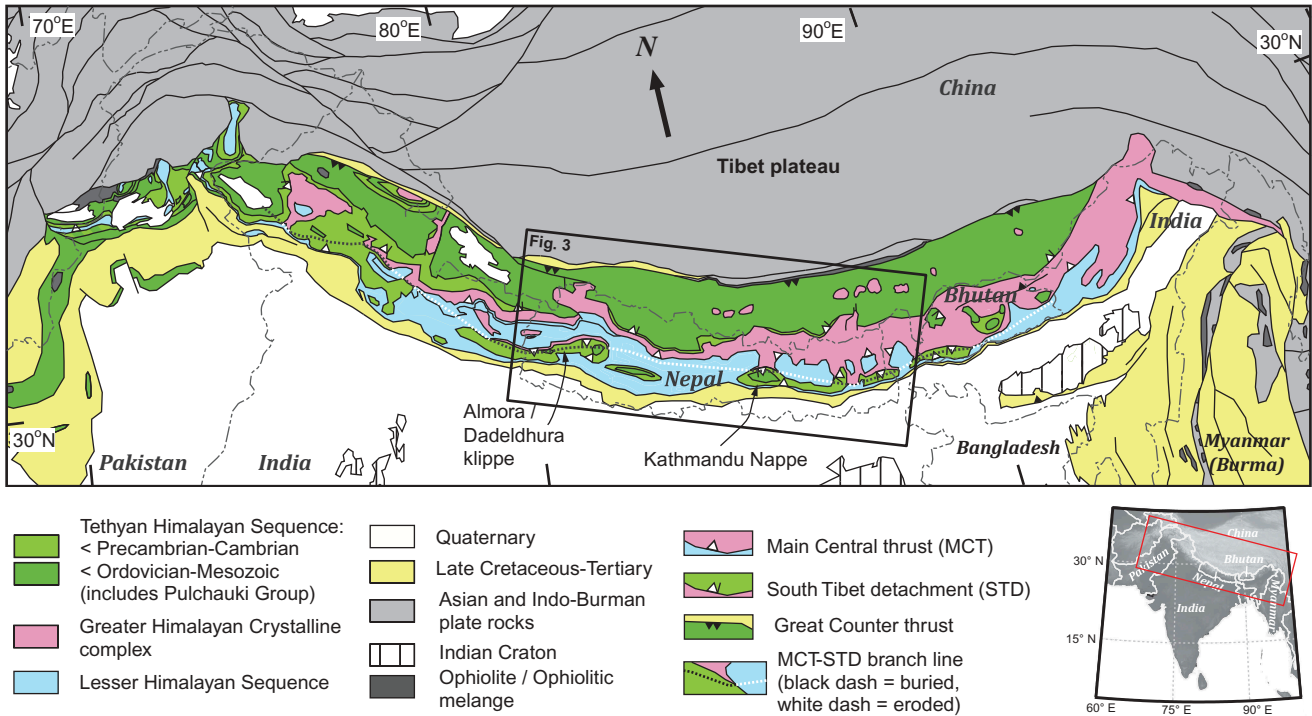 70°E
80°E
90°E
30°N
N
China
Tibet plateau
India
Fig. 3
Bhutan
Nepal
30°N
Almora /
Dadeldhura
klippe
Kathmandu Nappe
Pakistan
India
Bangladesh
Myanmar
(Burma)
Tethyan Himalayan Sequence:
< Precambrian-Cambrian
< Ordovician-Mesozoic
(includes Pulchauki Group)
Greater Himalayan Crystalline
complex
Lesser Himalayan Sequence
Quaternary
Late Cretaceous-Tertiary
Asian and Indo-Burman
plate rocks
Indian Craton
Ophiolite / Ophiolitic
melange
Main Central thrust (MCT)
South Tibet detachment (STD)
Great Counter thrust
MCT-STD branch line
(black dash = buried,
white dash = eroded)
China
30° N
Pakistan
Bhutan
Nepal
Myanmar
India
15° N
60° E
75° E
90° E